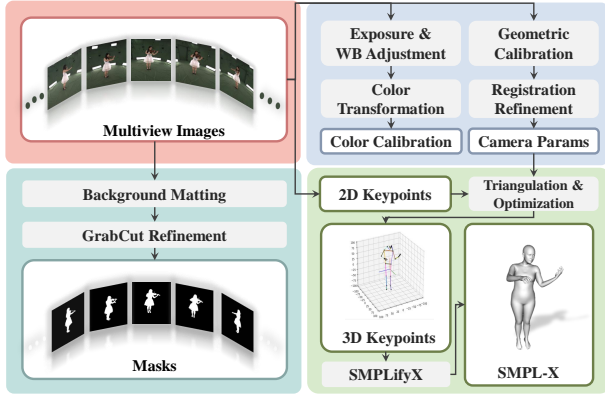 Multiview Images
Exposure &
WB Adjustment
Color
Transformation
Color Calibration
Geometric
Calibration
Registration
Refinement
Camera Params
Background Matting
GrabCut Refinement
Masks
2D Keypoints
Triangulation &
Optimization
3D Keypoints
SMPLifyX
SMPL-X